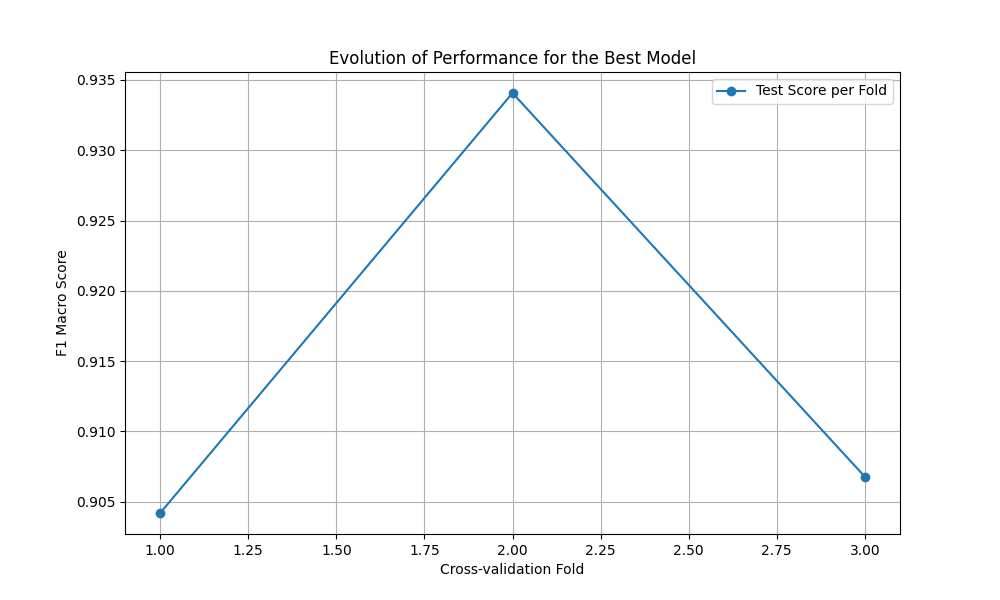 Evolution of Performance for the Best Model
Test Score per Fold
F1 Macro Score
0.935
0.930
0.925
0.920
0.915
0.910
0.905
1.00 1.25 1.50 1.75 2.00 2.25 2.50 2.75 3.00
Cross-validation Fold